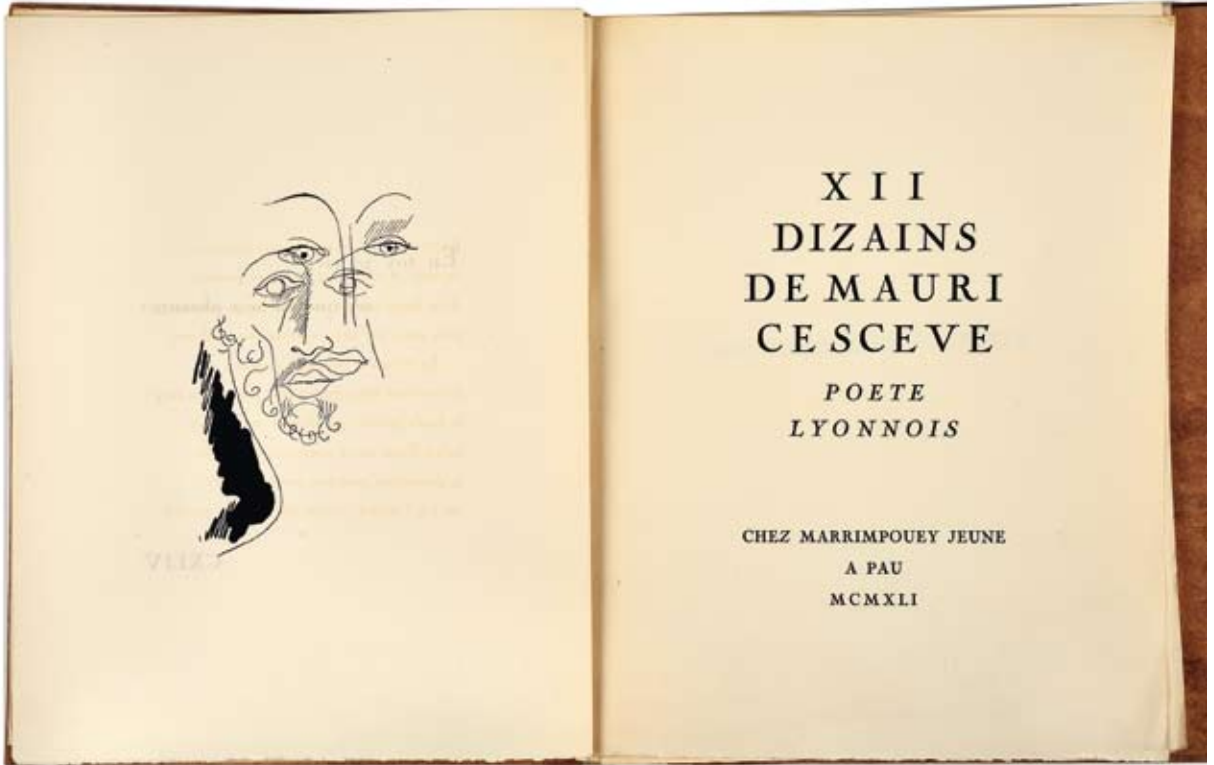 XII
DIZAINS
DE MAURI
CE SCEVE
POETE
LYONNOIS
CHEZ MARRIMPOUEY JEUNE
A PAU
MCMXLI